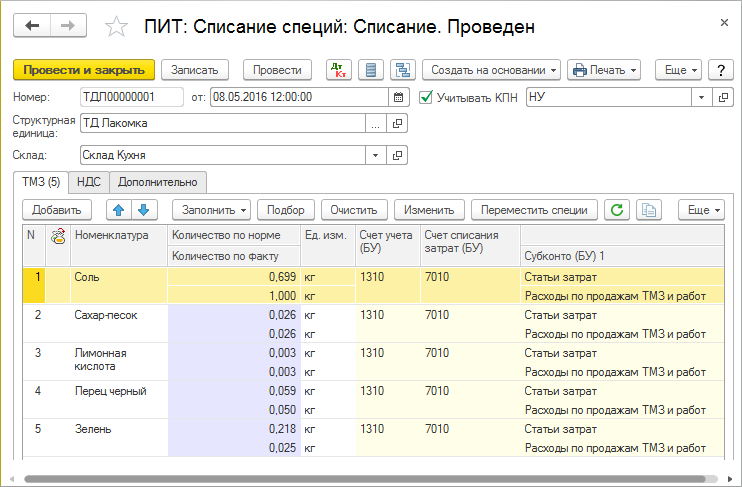 ПИТ: Списание специй: Списание. Проведен
Провести и закрыть Записать Провести Дт Кт Создать на основании Печать Еще ?
Номер: ТДЛ00000001 от: 08.05.2016 12:00:00 Учитывать КПН НУ
Структурная единица: ТД Лакомка ...
Склад: Склад Кухня
ТМЗ (5) НДС Дополнительно
Добавить Заполнить Подбор Очистить Изменить Переместить специи Еще
N Номенклатура Количество по норме Ед. изм. Счет учета (БУ) Счет списания затрат (БУ)
Количество по факту Субконто (БУ) 1
1 Соль 0,699 кг 1310 7010 Статьи затрат
1,000 кг Расходы по продажам ТМЗ и работ
2 Сахар-песок 0,026 кг 1310 7010 Статьи затрат
0,026 кг Расходы по продажам ТМЗ и работ
3 Лимонная кислота 0,003 кг 1310 7010 Статьи затрат
0,003 кг Расходы по продажам ТМЗ и работ
4 Перец черный 0,059 кг 1310 7010 Статьи затрат
0,050 кг Расходы по продажам ТМЗ и работ
5 Зелень 0,218 кг 1310 7010 Статьи затрат
0,025 кг Расходы по продажам ТМЗ и работ